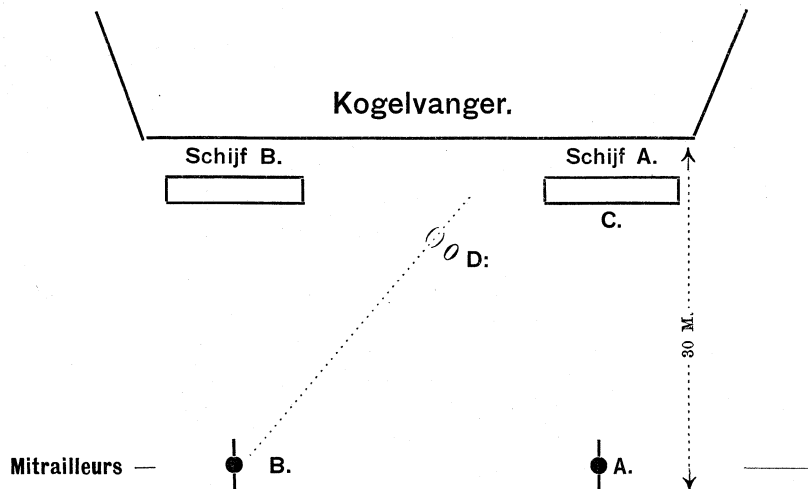 Kogelvanger.
Schijf B. Schijf A.
C.
D:
30 M.
Mitrailleurs — B. A.